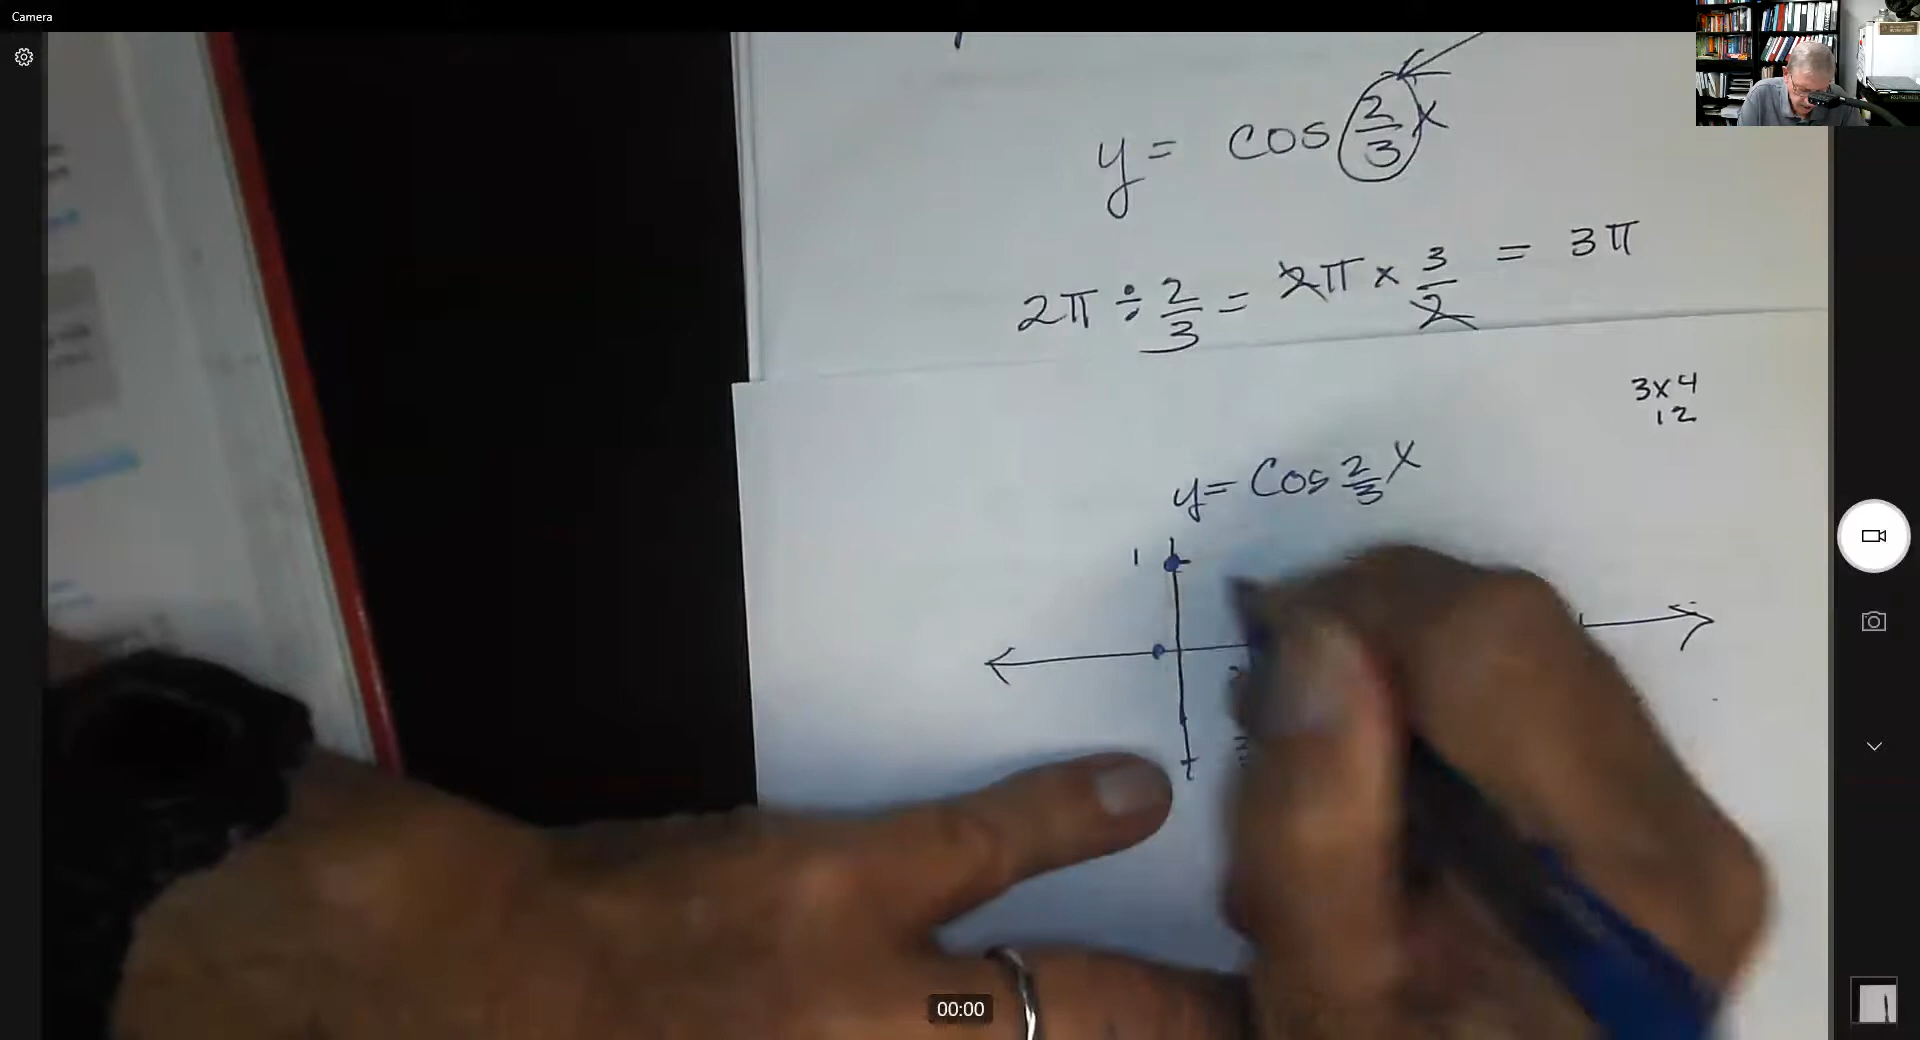 Camera
y = cos 2/3 x
2π ÷ 2/3 = 2π x 3/2 = 3π
3x4
12
y = Cos 2/3 x
1
00:00